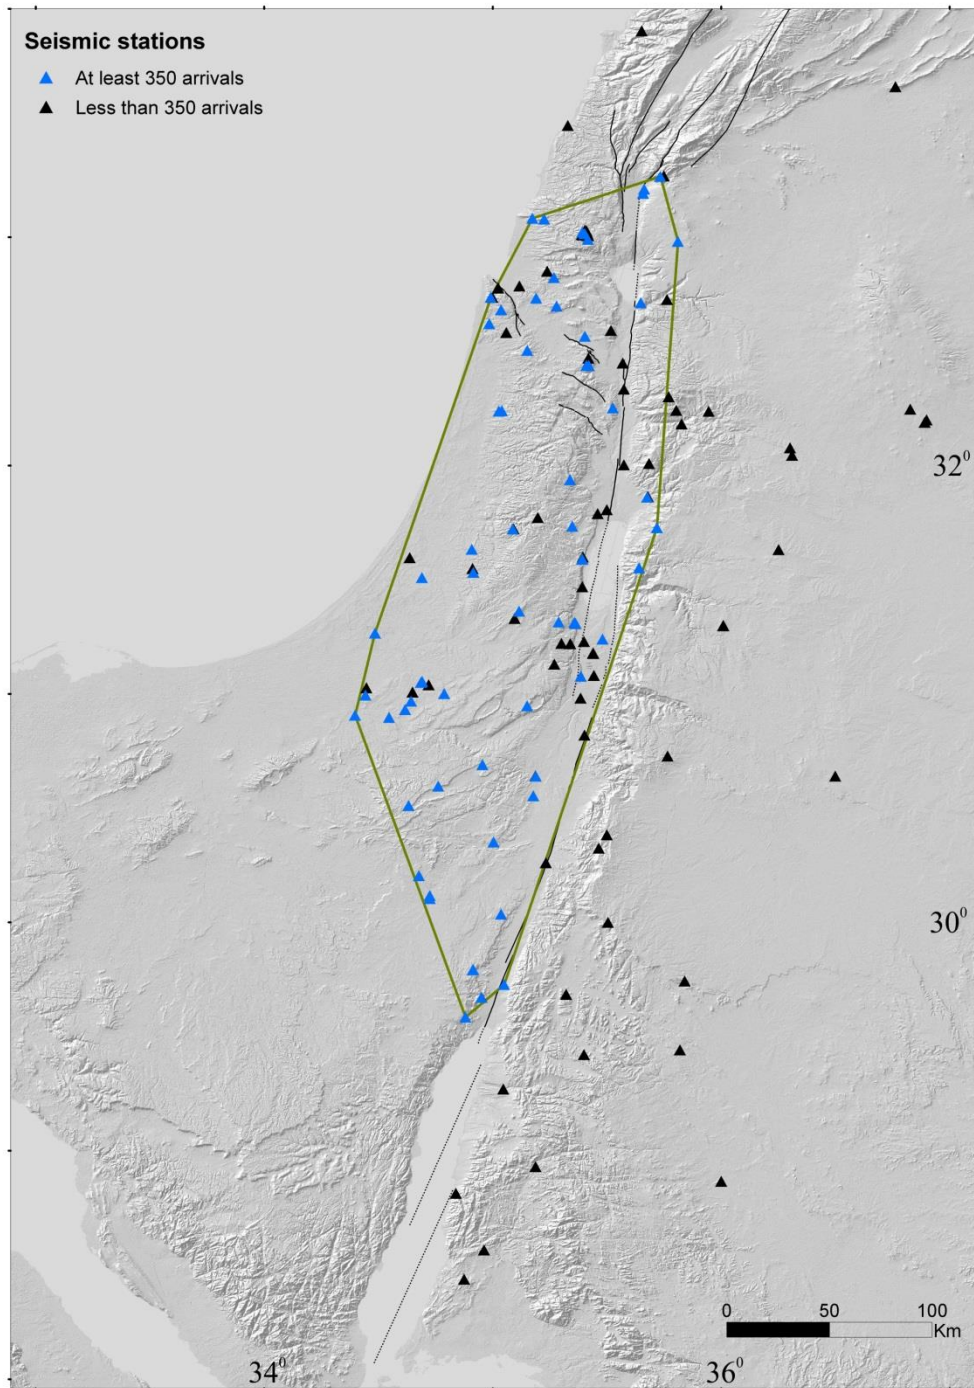 Seismic stations
At least 350 arrivals
Less than 350 arrivals
32⁰
30⁰
0 50 100
Km
34⁰ 36⁰